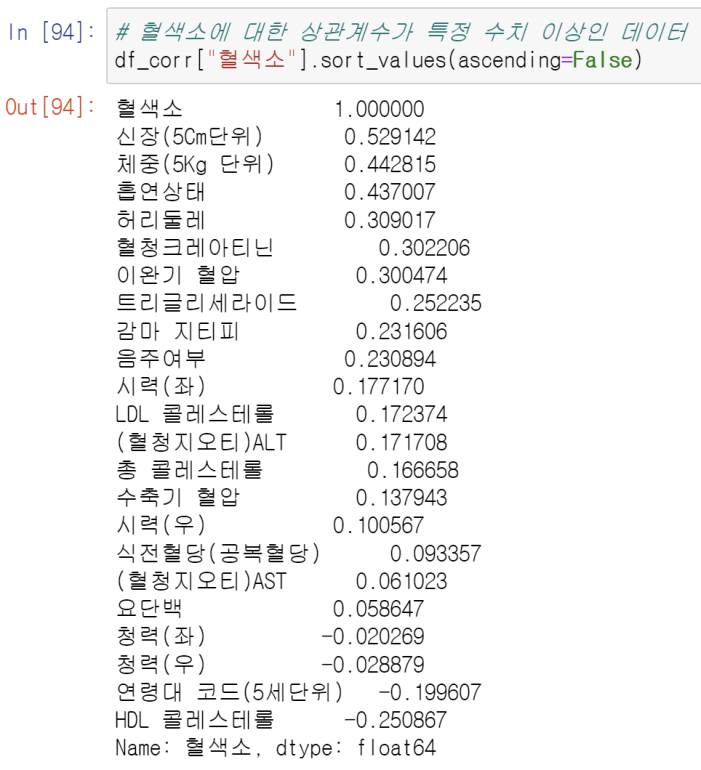 In [94]: # 혈색소에 대한 상관계수가 특정 수치 이상인 데이터
df_corr["혈색소"].sort_values(ascending=False)
Out[94]: 혈색소 1.000000
신장(5Cm단위) 0.529142
체중(5Kg 단위) 0.442815
흡연상태 0.437007
허리둘레 0.309017
혈청크레아티닌 0.302206
이완기 혈압 0.300474
트리글리세라이드 0.252235
감마 지티피 0.231606
음주여부 0.230894
시력(좌) 0.177170
LDL 콜레스테롤 0.172374
(혈청지오티)ALT 0.171708
총 콜레스테롤 0.166658
수축기 혈압 0.137943
시력(우) 0.100567
식전혈당(공복혈당) 0.093357
(혈청지오티)AST 0.061023
요단백 0.058647
청력(좌) -0.020269
청력(우) -0.028879
연령대 코드(5세단위) -0.199607
HDL 콜레스테롤 -0.250867
Name: 혈색소, dtype: float64